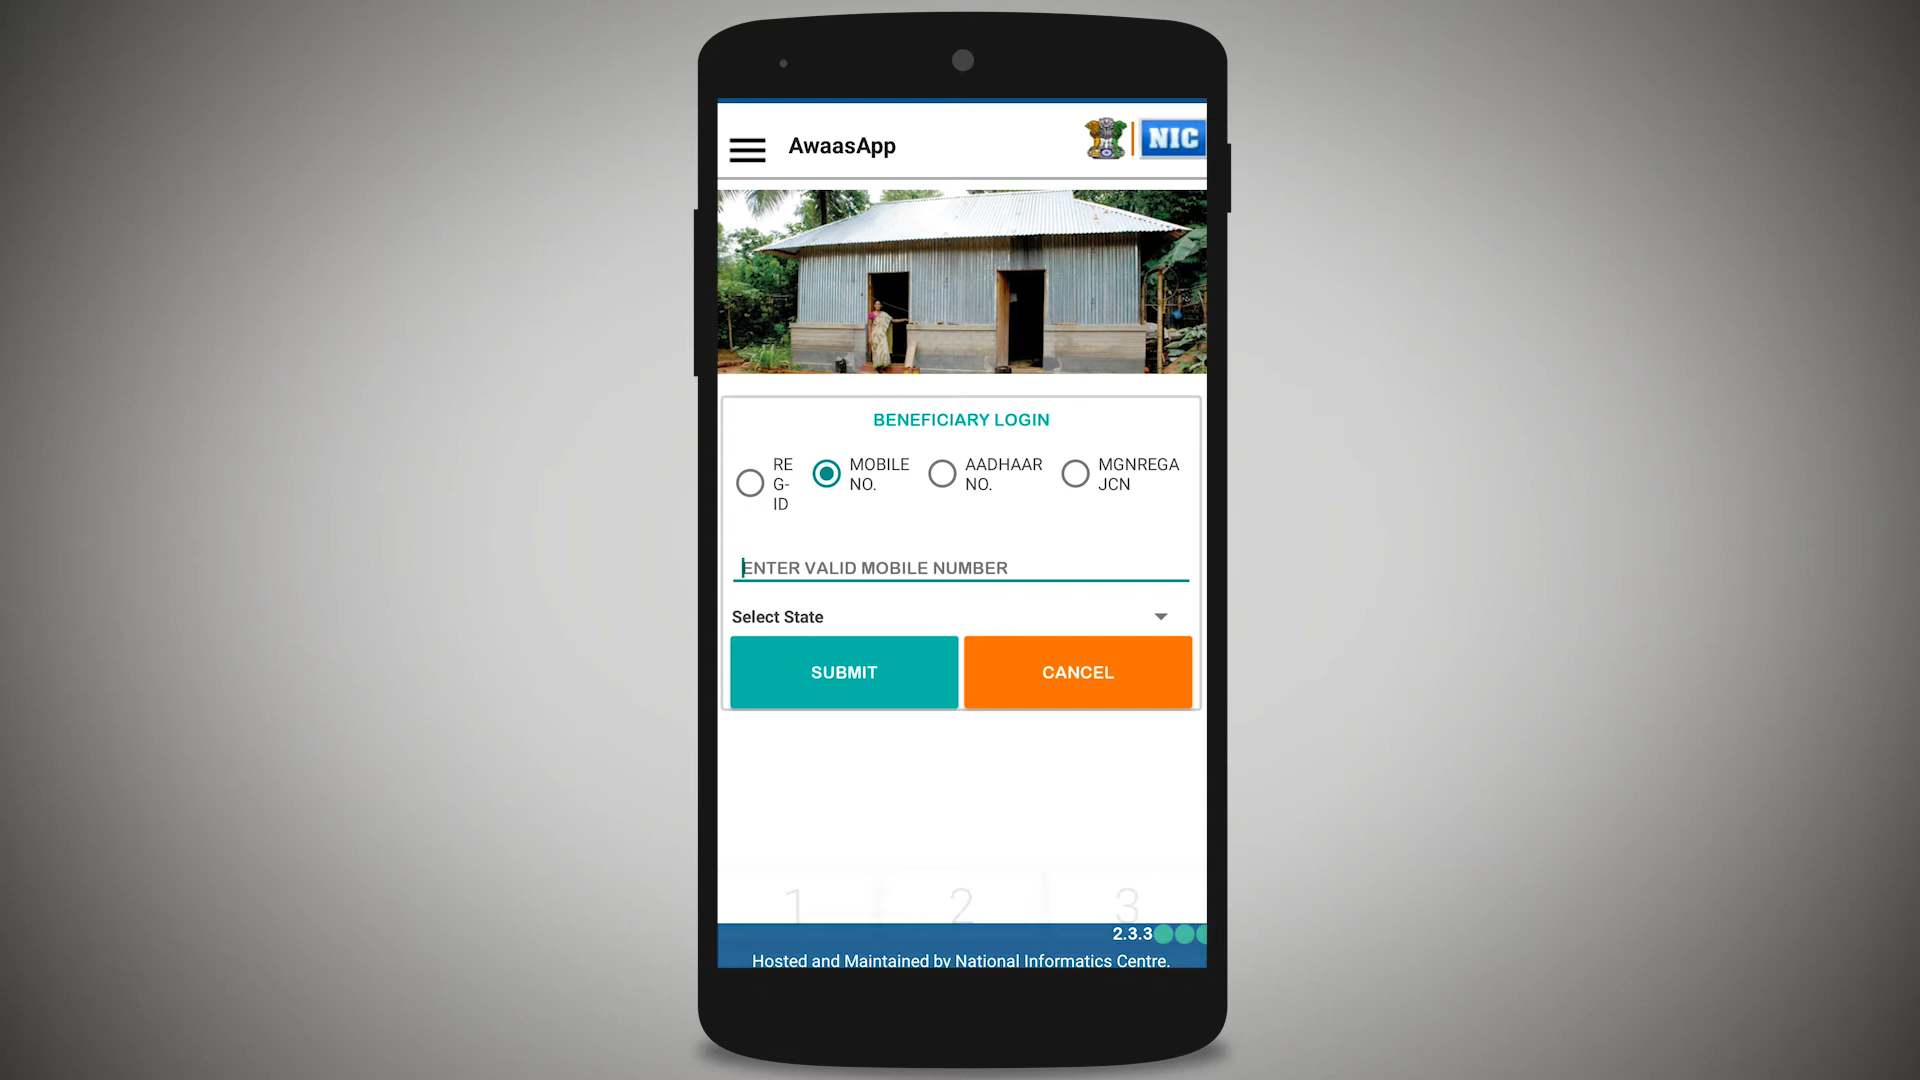 AwaasApp
NIC
BENEFICIARY LOGIN
RE
G-
ID
MOBILE
NO.
AADHAAR
NO.
MGNREGA
JCN
ENTER VALID MOBILE NUMBER
Select State
SUBMIT
CANCEL
1 2 3
2.3.3
Hosted and Maintained by National Informatics Centre.